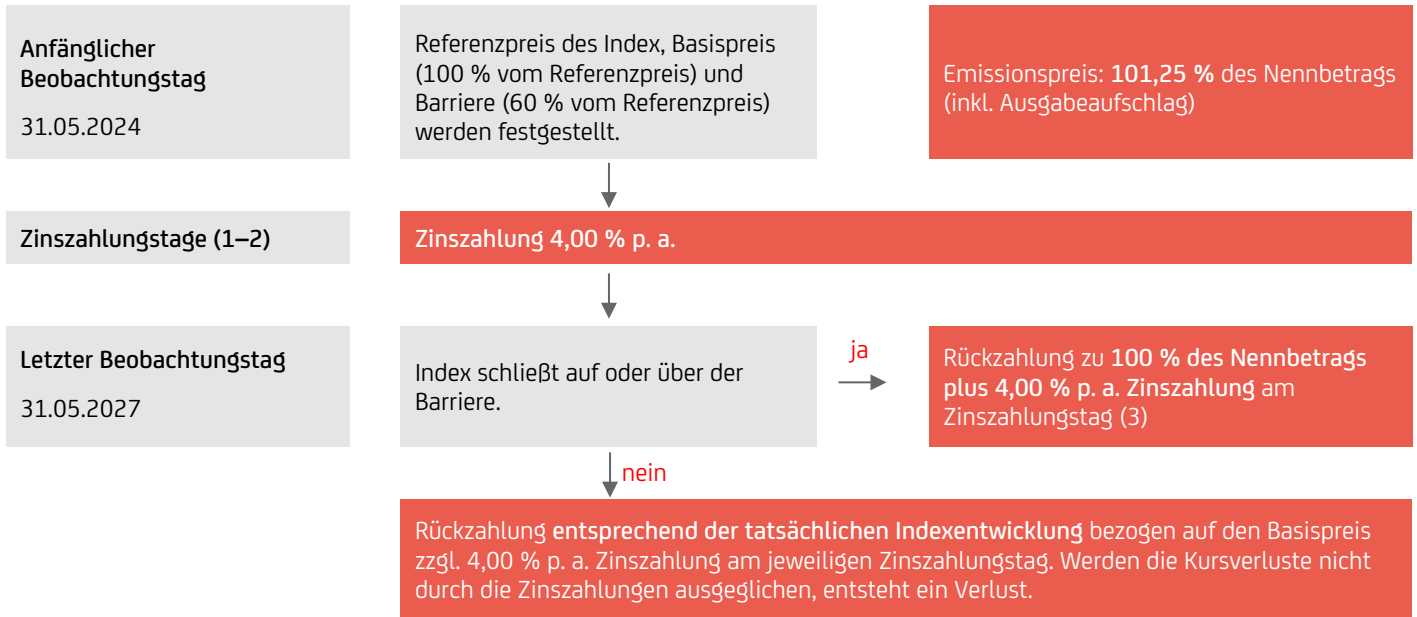 Anfänglicher
Beobachtungstag
31.05.2024
Referenzpreis des Index, Basispreis
(100 % vom Referenzpreis) und
Barriere (60 % vom Referenzpreis)
werden festgestellt.
Emissionspreis: 101,25 % des Nennbetrags
(inkl. Ausgabeaufschlag)
Zinszahlungstage (1–2)
Zinszahlung 4,00 % p. a.
Letzter Beobachtungstag
31.05.2027
Index schließt auf oder über der
Barriere.
ja
Rückzahlung zu 100 % des Nennbetrags
plus 4,00 % p. a. Zinszahlung am
Zinszahlungstag (3)
nein
Rückzahlung entsprechend der tatsächlichen Indexentwicklung bezogen auf den Basispreis
zzgl. 4,00 % p. a. Zinszahlung am jeweiligen Zinszahlungstag. Werden die Kursverluste nicht
durch die Zinszahlungen ausgeglichen, entsteht ein Verlust.